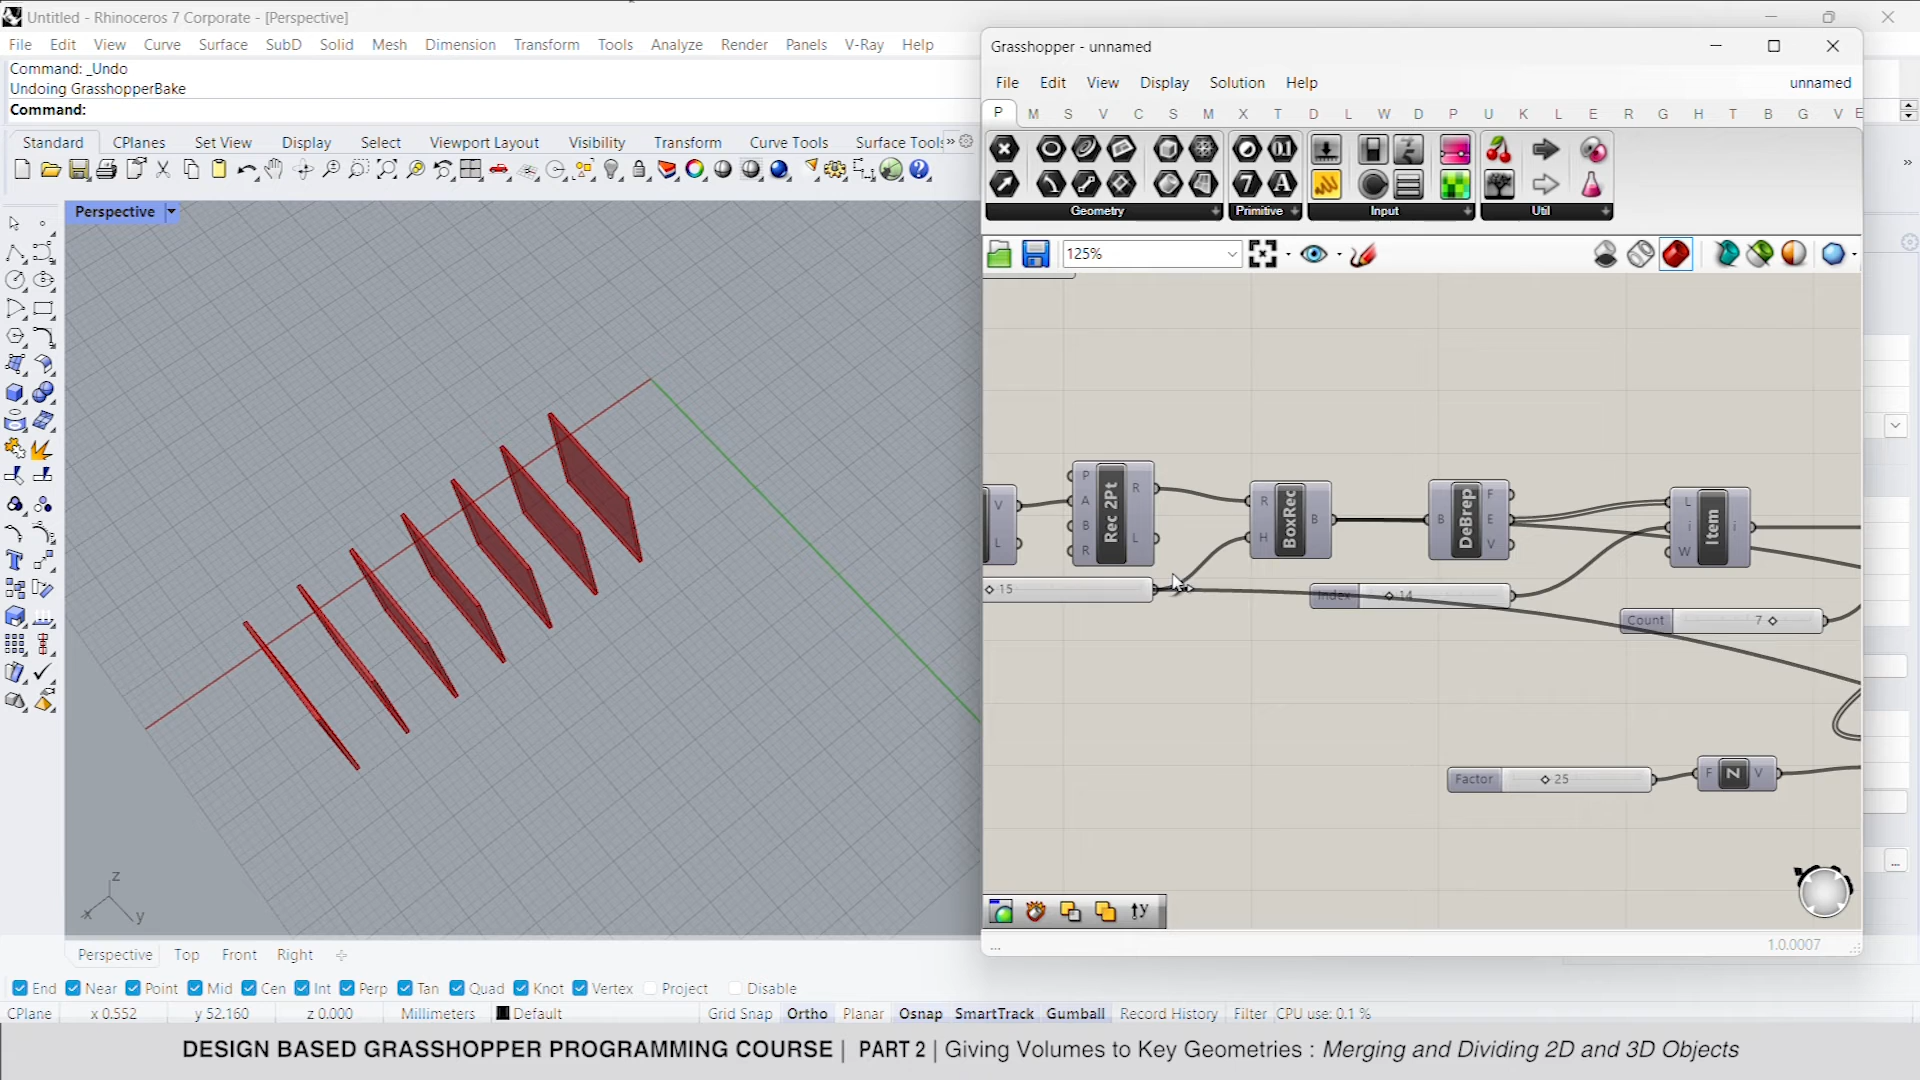 Untitled - Rhinoceros 7 Corporate - [Perspective]
File Edit View Curve Surface SubD Solid Mesh Dimension Transform Tools Analyze Render Panels V-Ray Help
Command: _Undo
Undoing GrasshopperBake
Command:
Standard CPlanes Set View Display Select Viewport Layout Visibility Transform Curve Tools Surface Tools »
Perspective
z
x
y
Perspective Top Front Right
End Near Point Mid Cen Int Perp Tan Quad Knot Vertex Project Disable
CPlane x 0.552 y 52.160 z 0.000 Millimeters Default Grid Snap Ortho Planar Osnap SmartTrack Gumball Record History Filter CPU use: 0.1 %
Grasshopper - unnamed
File Edit View Display Solution Help unnamed
P M S V C S M X T D L W D P U K L E R G H T B G V E
Geometry Primitive Input Util
125%
V
L
P
A
B
R
Rec 2Pt
R
L
R
H
BoxRec
B
B
DeBrep
F
E
V
L
i
W
Item
i
15
Index 14
Count 7
Factor 25
F N V
...
1.0.0007
DESIGN BASED GRASSHOPPER PROGRAMMING COURSE | PART 2 | Giving Volumes to Key Geometries : Merging and Dividing 2D and 3D Objects